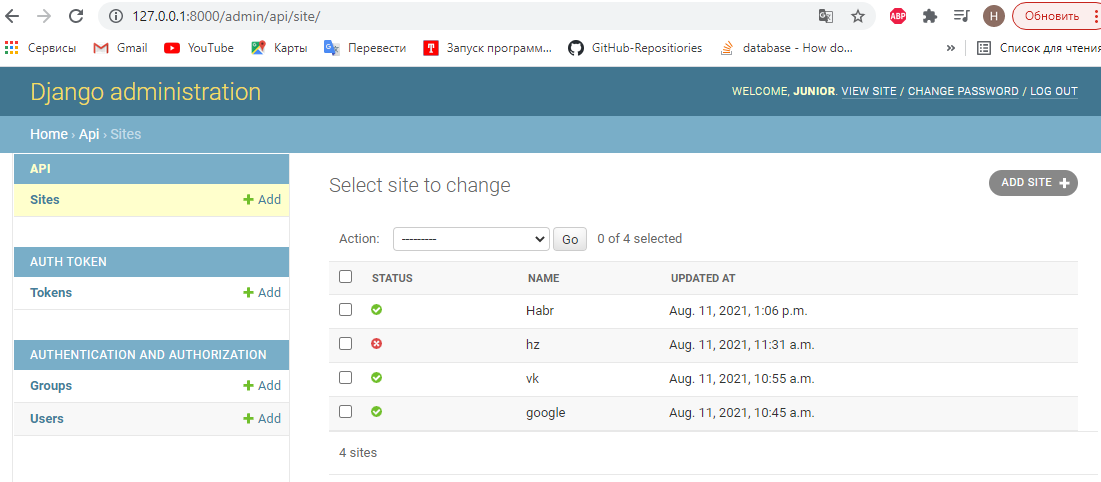 127.0.0.1:8000/admin/api/site/
ABP
H
Обновить
Сервисы
Gmail
YouTube
Карты
Перевести
Запуск программ...
GitHub-Repositiories
database - How do...
»
Список для чтения
Django administration
WELCOME, JUNIOR. VIEW SITE / CHANGE PASSWORD / LOG OUT
Home › Api › Sites
API
Sites
+ Add
AUTH TOKEN
Tokens
+ Add
AUTHENTICATION AND AUTHORIZATION
Groups
+ Add
Users
+ Add
Select site to change
ADD SITE +
Action:
---------
Go
0 of 4 selected
STATUS NAME UPDATED AT
Habr Aug. 11, 2021, 1:06 p.m.
hz Aug. 11, 2021, 11:31 a.m.
vk Aug. 11, 2021, 10:55 a.m.
google Aug. 11, 2021, 10:45 a.m.
4 sites